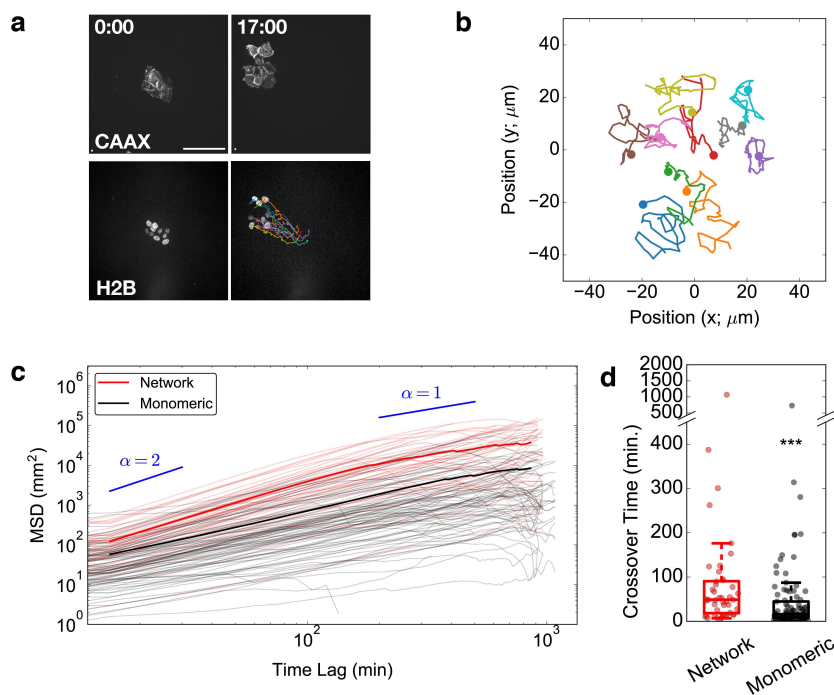 a
0:00
17:00
CAAX
H2B
b
50
40
20
0
−20
−40
−40
−20
0
20
40
Position (y; μm)
Position (x; μm)
c
Network
Monomeric
α = 1
α = 2
10^6
10^5
10^4
10^3
10^2
10^1
10^0
10^2
10^3
MSD (mm^2)
Time Lag (min)
d
2000
1500
1000
500
400
300
200
100
0
***
Crossover Time (min.)
Network
Monomeric